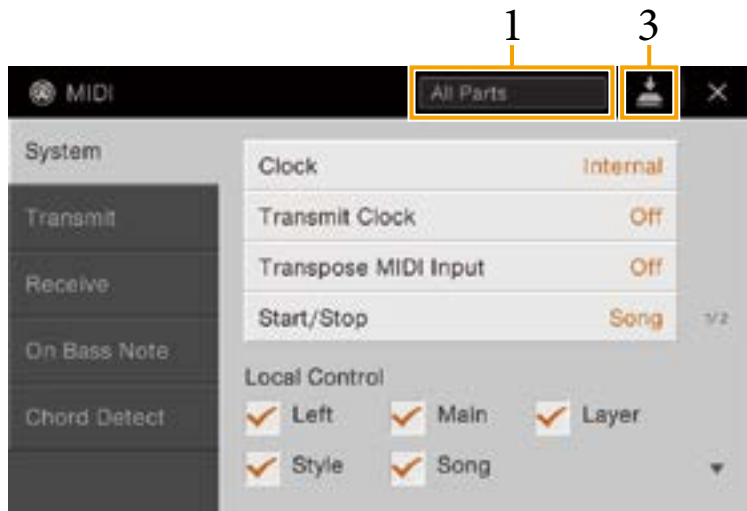 1 3
MIDI All Parts
System
Transmit
Receive
On Bass Note
Chord Detect
Clock Internal
Transmit Clock Off
Transpose MIDI Input Off
Start/Stop Song
1/2
Local Control
Left Main Layer
Style Song